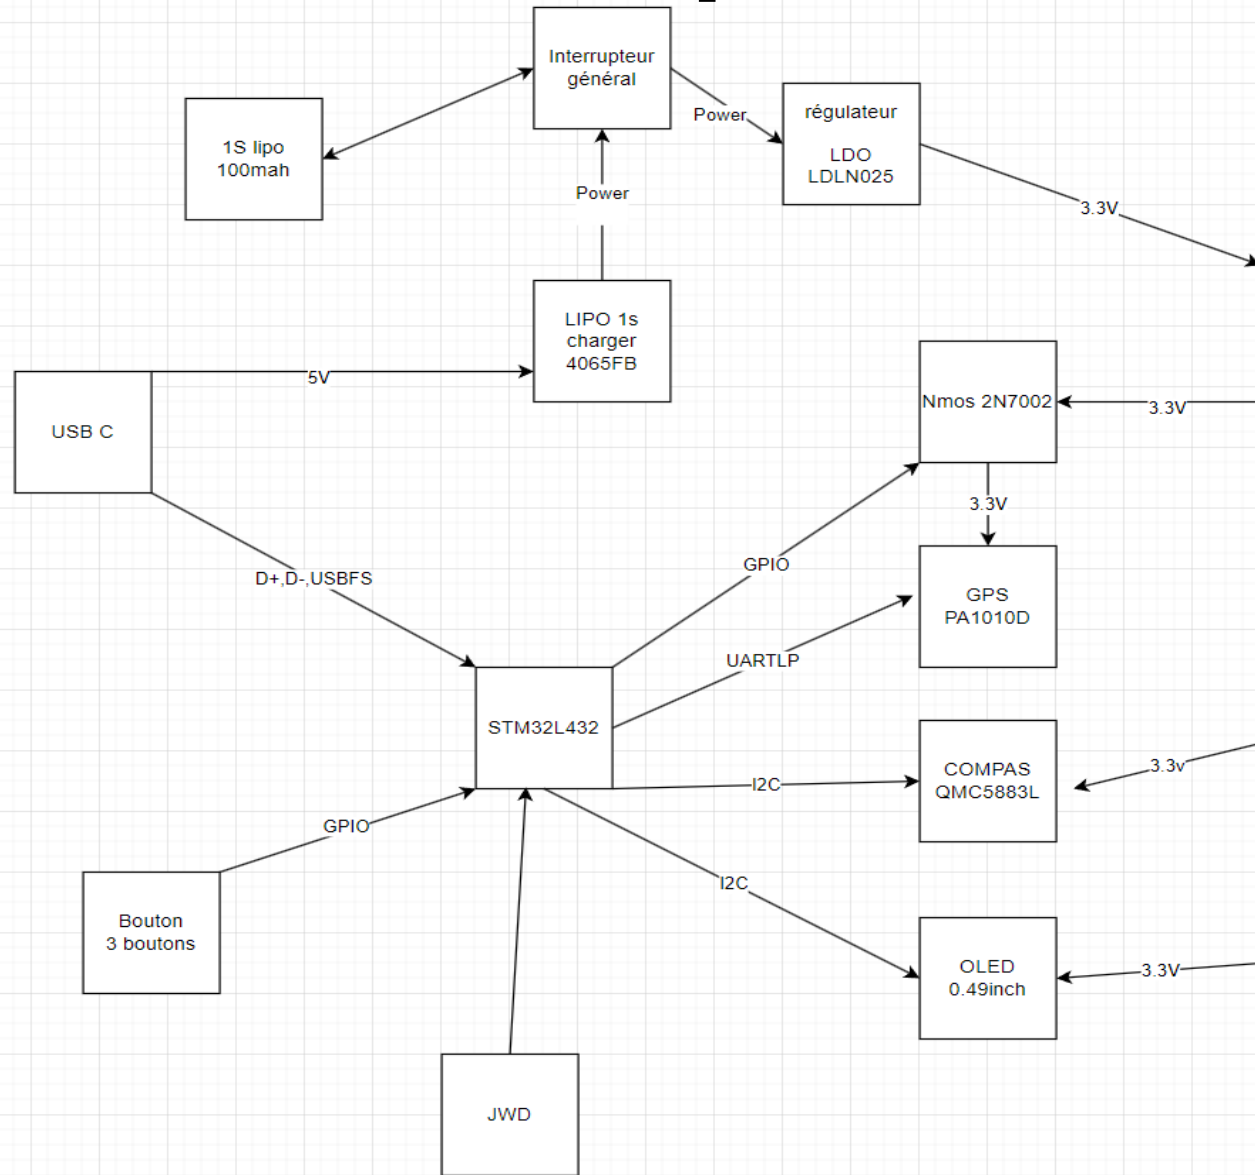 Interrupteur
général
Power
régulateur
LDO
LDLN025
1S lipo
100mah
Power
3.3V
LIPO 1s
charger
4065FB
5V
USB C
Nmos 2N7002
3.3V
3.3V
D+,D-,USBFS
GPIO
GPS
PA1010D
UARTLP
STM32L432
COMPAS
QMC5883L
3.3v
I2C
GPIO
I2C
Bouton
3 boutons
OLED
0.49inch
3.3V
JWD